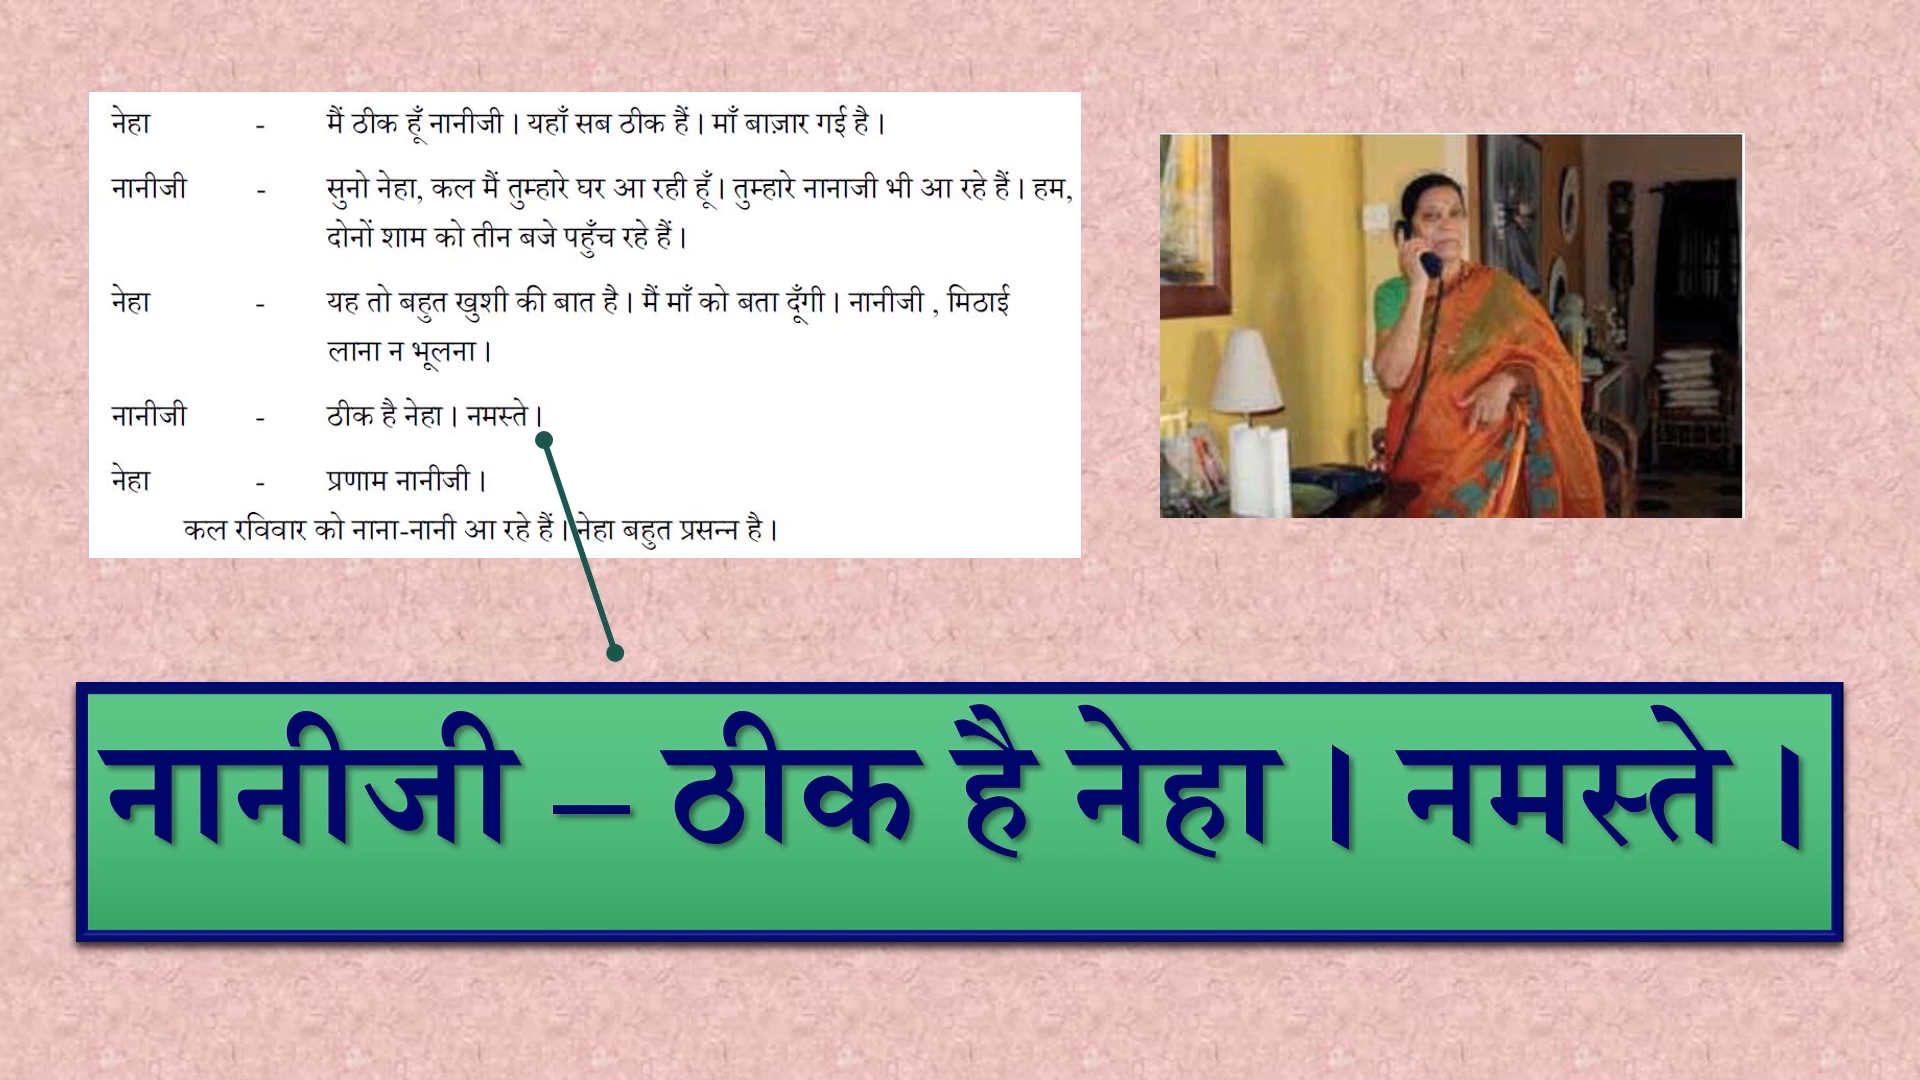 नेहा - मैं ठीक हूँ नानीजी । यहाँ सब ठीक हैं । माँ बाज़ार गई है ।
नानीजी - सुनो नेहा, कल मैं तुम्हारे घर आ रही हूँ । तुम्हारे नानाजी भी आ रहे हैं । हम,
दोनों शाम को तीन बजे पहुँच रहे हैं ।
नेहा - यह तो बहुत खुशी की बात है । मैं माँ को बता दूँगी । नानीजी , मिठाई
लाना न भूलना ।
नानीजी - ठीक है नेहा । नमस्ते ।
नेहा - प्रणाम नानीजी ।
कल रविवार को नाना-नानी आ रहे हैं । नेहा बहुत प्रसन्न है ।
नानीजी – ठीक है नेहा । नमस्ते ।